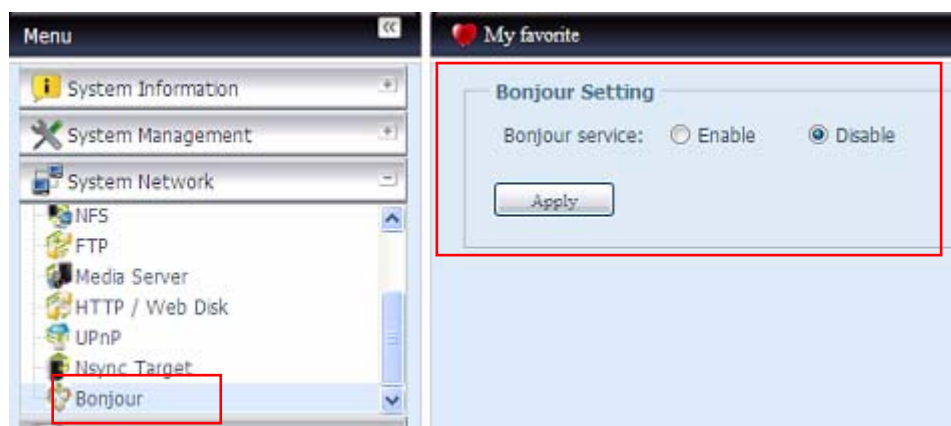 Menu
My favorite
System Information
System Management
System Network
NFS
FTP
Media Server
HTTP / Web Disk
UPnP
Nsync Target
Bonjour
Bonjour Setting
Bonjour service: Enable Disable
Apply